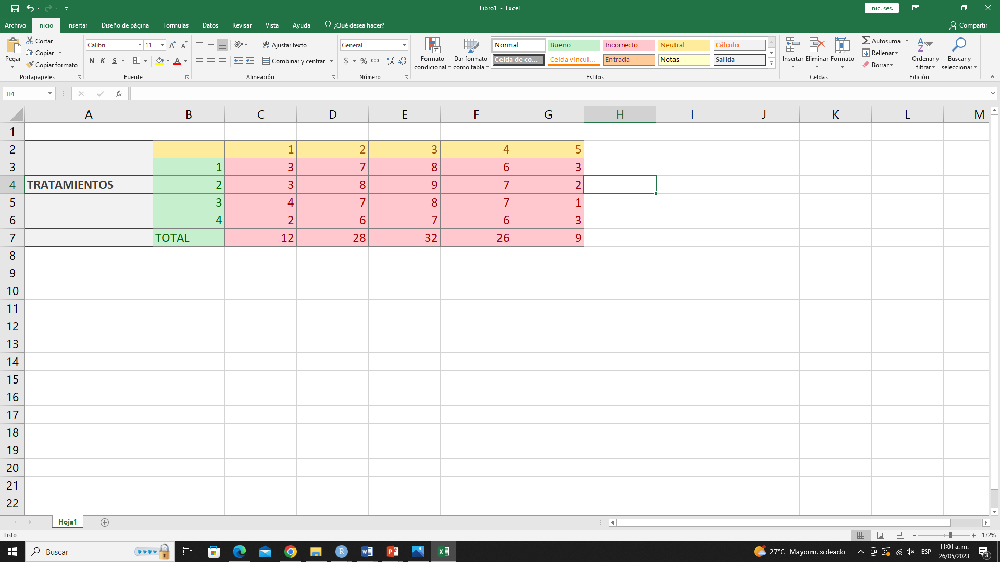 Libro1 - Excel
Inic. ses.
Archivo Inicio Insertar Diseño de página Fórmulas Datos Revisar Vista Ayuda ¿Qué desea hacer? Compartir
Pegar
Cortar
Copiar
Copiar formato
Portapapeles
Calibri 11
N K S
Fuente
Ajustar texto
Combinar y centrar
Alineación
General
$ % 000
Número
Formato condicional
Dar formato como tabla
Normal Bueno Incorrecto Neutral Cálculo
Celda de co... Celda vincul... Entrada Notas Salida
Estilos
Insertar Eliminar Formato
Celdas
Autosuma
Rellenar
Borrar
Ordenar y filtrar
Buscar y seleccionar
Edición
H4 fx
A B C D E F G H I J K L M
1
2 1 2 3 4 5
3 1 3 7 8 6 3
4 TRATAMIENTOS 2 3 8 9 7 2
5 3 4 7 8 7 1
6 4 2 6 7 6 3
7 TOTAL 12 28 32 26 9
8
9
10
11
12
13
14
15
16
17
18
19
20
21
22
Hoja1
Listo
172%
Buscar
27°C Mayorm. soleado
ESP
11:01 a. m.
26/05/2023
3